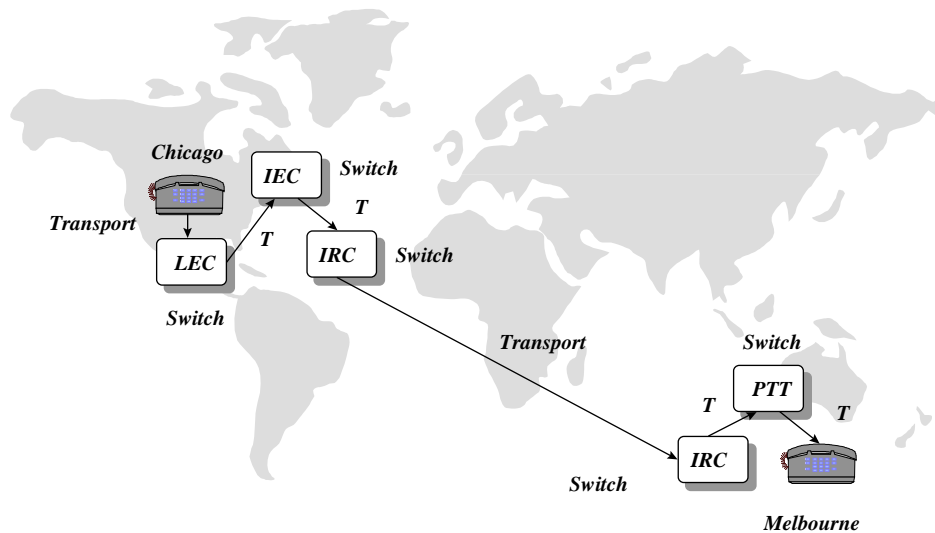 Chicago
IEC
Switch
Transport
T
T
LEC
IRC
Switch
Switch
Transport
Switch
PTT
T
T
IRC
Switch
Melbourne